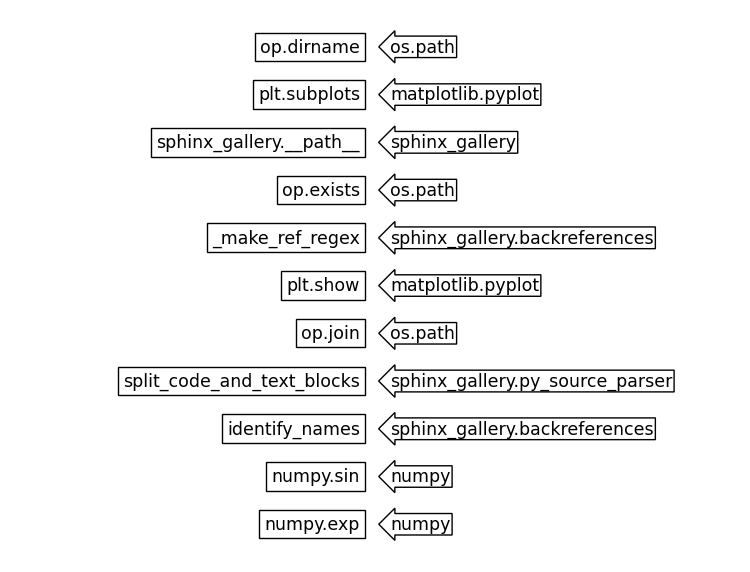 op.dirname os.path
plt.subplots matplotlib.pyplot
sphinx_gallery.__path__ sphinx_gallery
op.exists os.path
_make_ref_regex sphinx_gallery.backreferences
plt.show matplotlib.pyplot
op.join os.path
split_code_and_text_blocks sphinx_gallery.py_source_parser
identify_names sphinx_gallery.backreferences
numpy.sin numpy
numpy.exp numpy